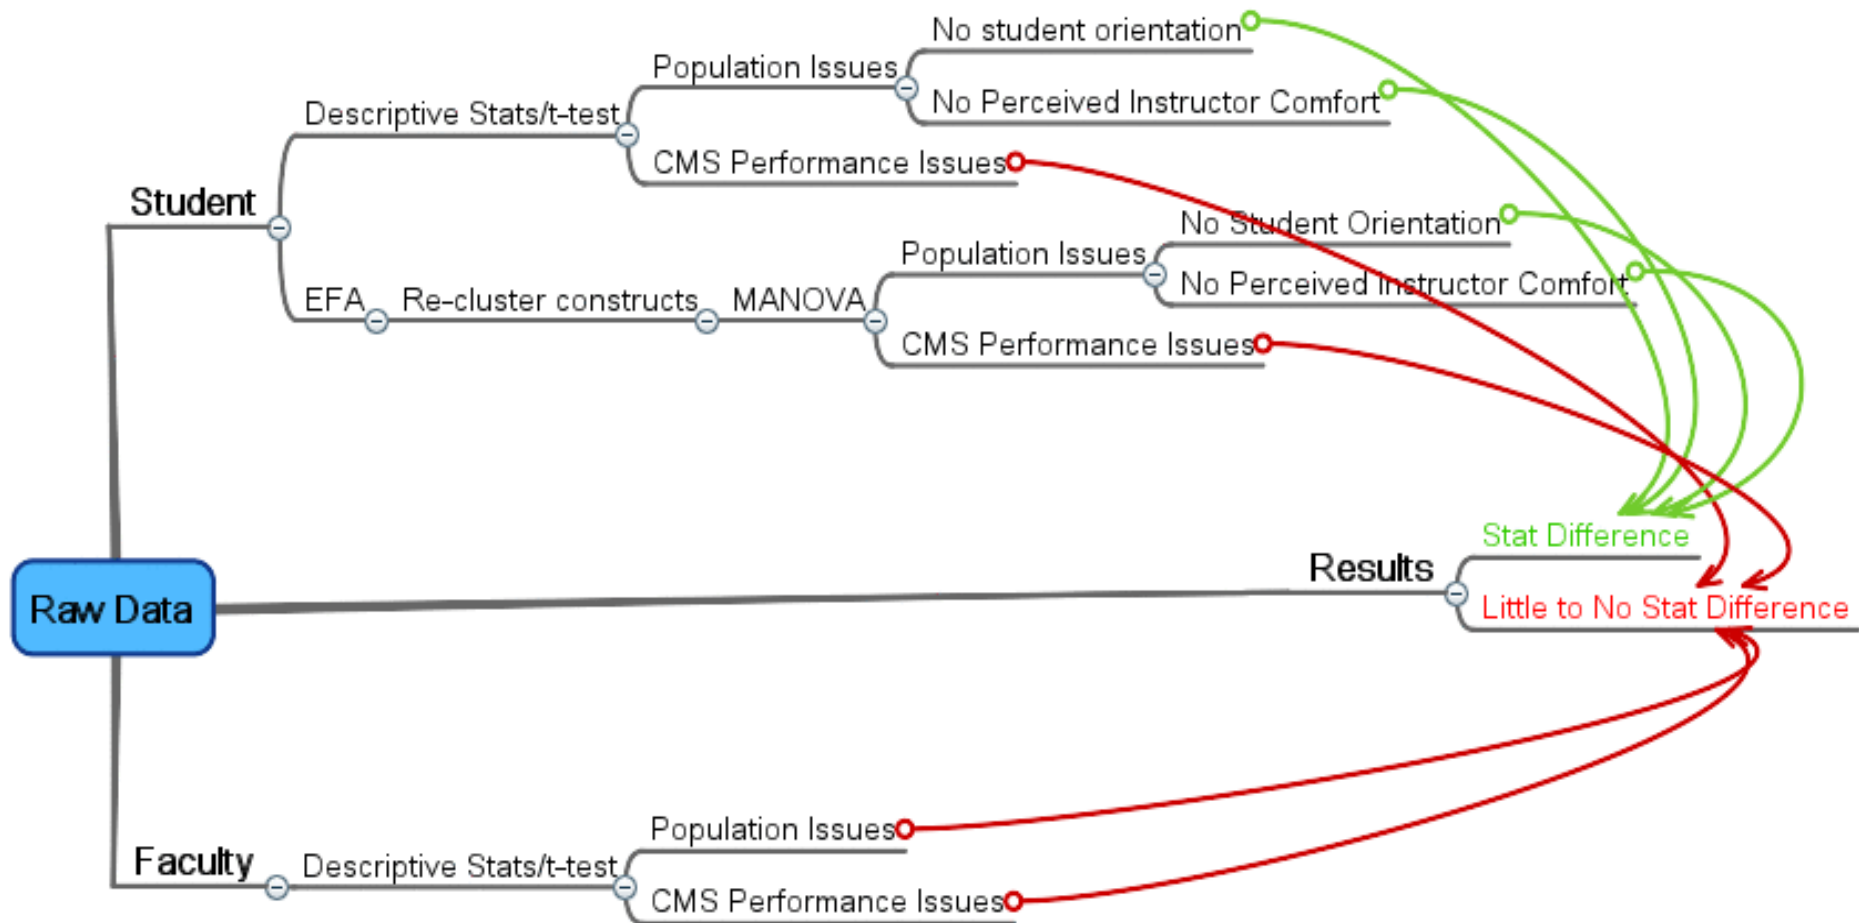 No student orientation
Population Issues
No Perceived Instructor Comfort
Descriptive Stats/t-test
CMS Performance Issues
Student
No Student Orientation
Population Issues
No Perceived Instructor Comfort
EFA
Re-cluster constructs
MANOVA
CMS Performance Issues
Stat Difference
Results
Raw Data
Little to No Stat Difference
Population Issues
Faculty
Descriptive Stats/t-test
CMS Performance Issues